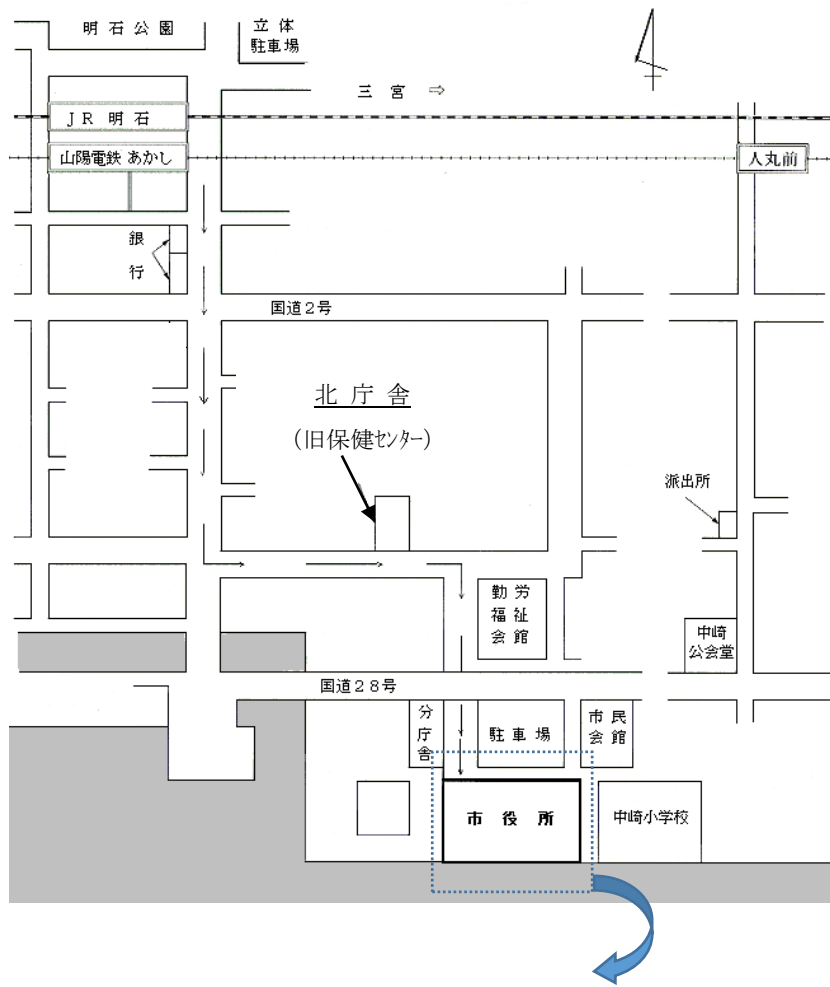 明石公園
立体
駐車場
三宮 ⇒
JR 明石
山陽電鉄 あかし
人丸前
銀
行
国道2号
北庁舎
(旧保健センター)
派出所
勤労
福祉
会館
中崎
公会堂
国道28号
分
庁
舎
駐車場
市民
会館
市役所
中崎小学校